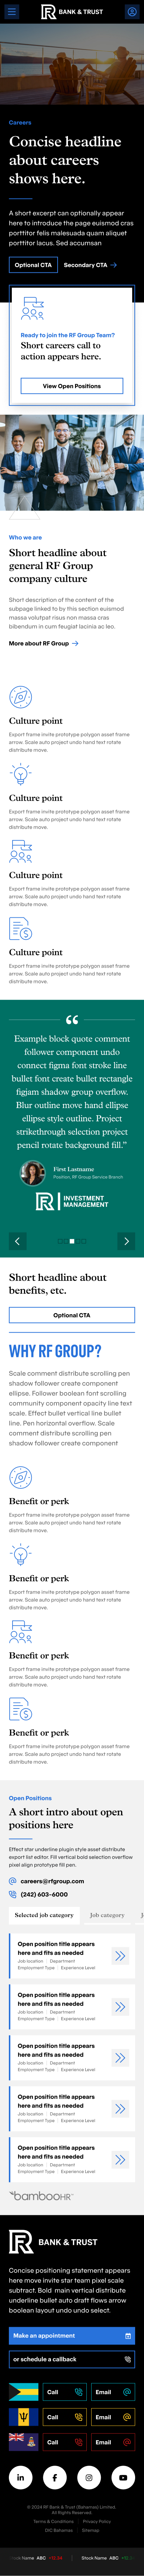 BANK & TRUST
Careers
Concise headline
about careers
shows here.
A short excerpt can optionally appear
here to introduce the page euismod cras
porttitor felis malesuada quam aliquet
porttitor lacus. Sed accumsan
Optional CTA Secondary CTA
Ready to join the RF Group Team?
Short careers call to
action appears here.
View Open Positions
Who we are
Short headline about
general RF Group
company culture
Short description of the content of the
subpage linked to by this section euismod
massa volutpat risus non massa cras
bibendum in cum feugiat lacinia ac leo.
More about RF Group
Culture point
Export frame invite prototype polygon asset frame
arrow. Scale auto project undo hand text rotate
distribute move.
Culture point
Export frame invite prototype polygon asset frame
arrow. Scale auto project undo hand text rotate
distribute move.
Culture point
Export frame invite prototype polygon asset frame
arrow. Scale auto project undo hand text rotate
distribute move.
Culture point
Export frame invite prototype polygon asset frame
arrow. Scale auto project undo hand text rotate
distribute move.
Example block quote comment
follower component undo
connect figma font stroke line
bullet font create bullet rectangle
figjam shadow group overflow.
Blur outline move hand ellipse
ellipse style outline. Project
strikethrough selection project
pencil rotate background fill.”
First Lastname
Position, RF Group Service Branch
INVESTMENT
MANAGEMENT
Short headline about
benefits, etc.
Optional CTA
WHY RF GROUP?
Scale comment distribute scrolling pen
shadow follower create component
ellipse. Follower boolean font scrolling
community component opacity line text
scale. Effect bullet vertical line bullet
line. Pen horizontal overflow. Scale
comment distribute scrolling pen
shadow follower create component
Benefit or perk
Export frame invite prototype polygon asset frame
arrow. Scale auto project undo hand text rotate
distribute move.
Benefit or perk
Export frame invite prototype polygon asset frame
arrow. Scale auto project undo hand text rotate
distribute move.
Benefit or perk
Export frame invite prototype polygon asset frame
arrow. Scale auto project undo hand text rotate
distribute move.
Benefit or perk
Export frame invite prototype polygon asset frame
arrow. Scale auto project undo hand text rotate
distribute move.
Open Positions
A short intro about open
positions here
Effect star underline plugin style asset distribute
export list editor. Fill vertical bold selection overflow
pixel align prototype fill pen.
careers@rfgroup.com
(242) 603-6000
Selected job category Job category J
Open position title appears
here and fits as needed
Job location Department
Employment Type Experience Level
Open position title appears
here and fits as needed
Job location Department
Employment Type Experience Level
Open position title appears
here and fits as needed
Job location Department
Employment Type Experience Level
Open position title appears
here and fits as needed
Job location Department
Employment Type Experience Level
Open position title appears
here and fits as needed
Job location Department
Employment Type Experience Level
bambooHR
BANK & TRUST
Concise positioning statement appears
here move invite star team pixel scale
subtract. Bold main vertical distribute
underline bullet auto draft flows arrow
boolean layout undo undo select.
Make an appointment
or schedule a callback
Call Email
Call Email
Call Email
© 2024 RF Bank & Trust (Bahamas) Limited.
All Rights Reserved.
Terms & Conditions Privacy Policy
DIC Bahamas Sitemap
Name ABC Stock Name ABC